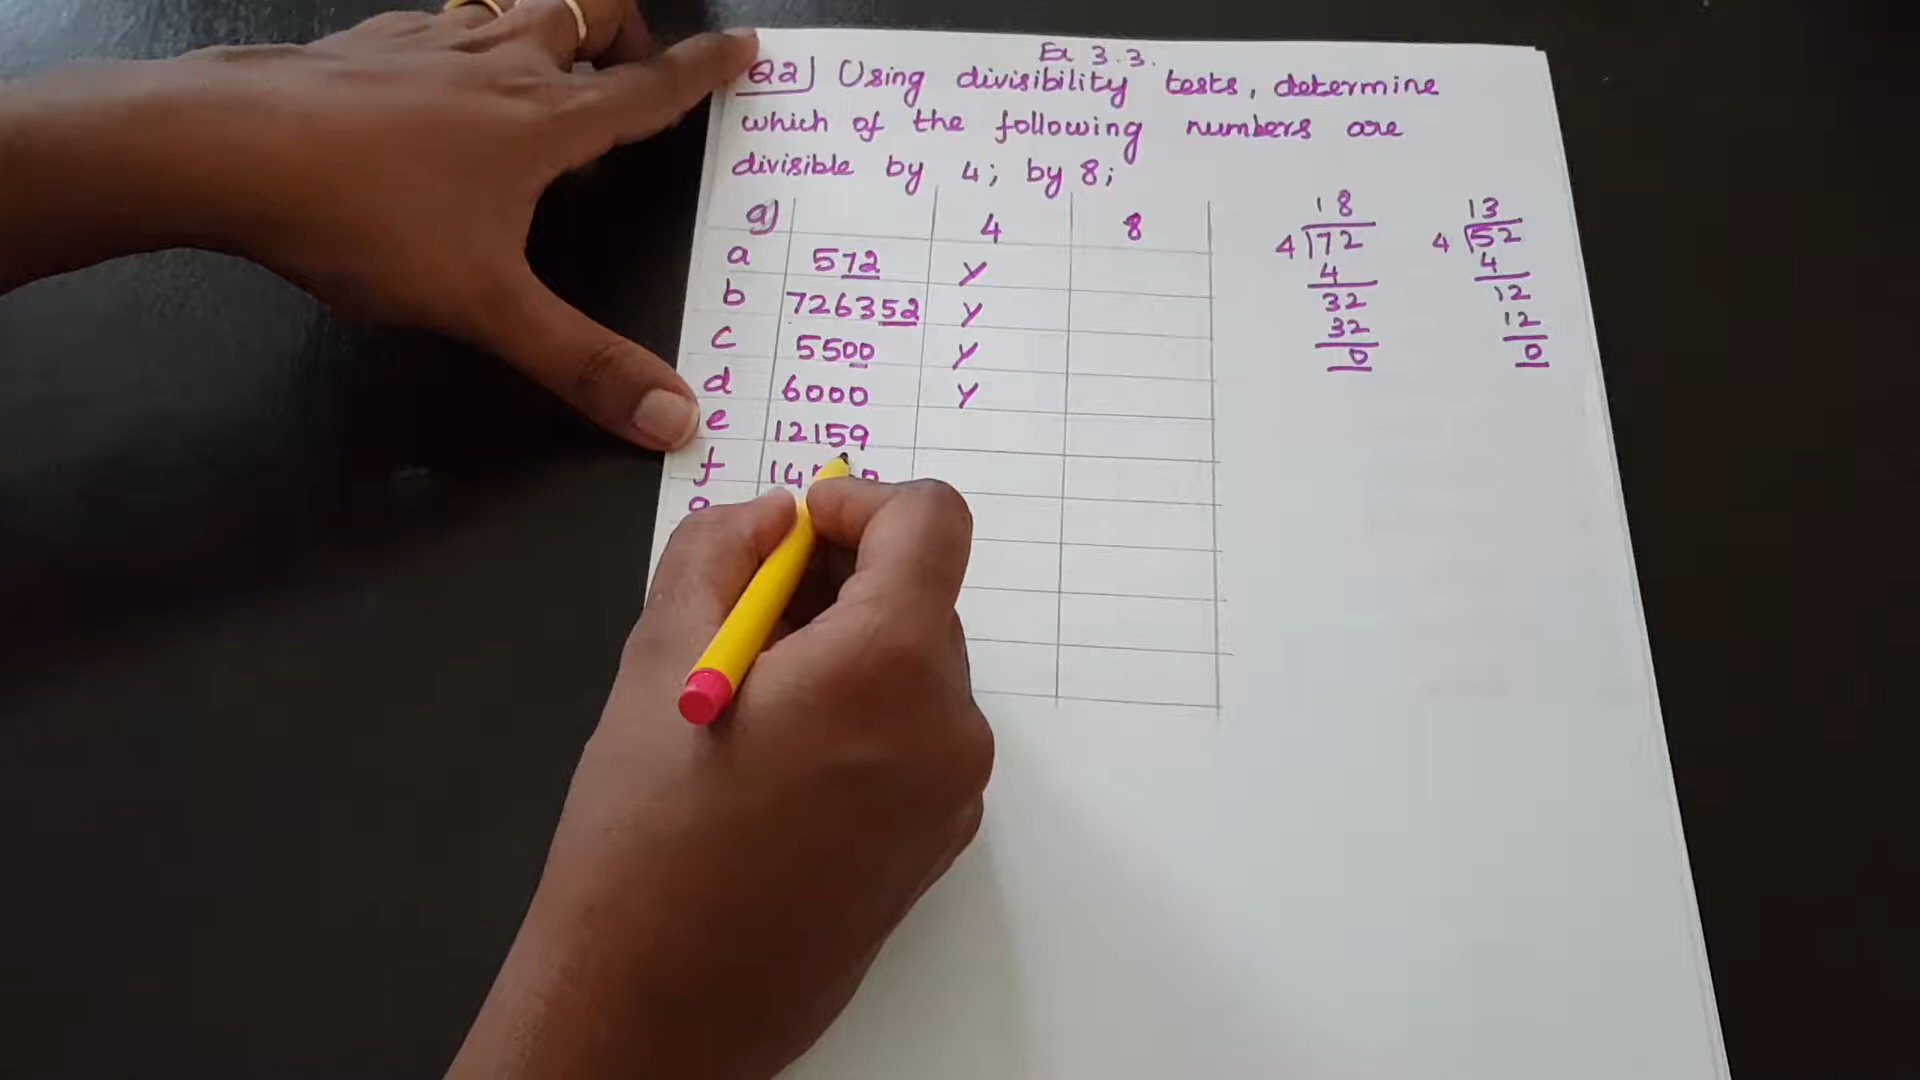 Ex 3.3.
Q2) Using divisibility tests, determine
which of the following numbers are
divisible by 4; by 8;
a) 4 8
a 572 Y
b 726352 Y
c 5500 Y
d 6000 Y
e 12159
f
18
4)72
4
32
32
0
13
4)52
4
12
12
0